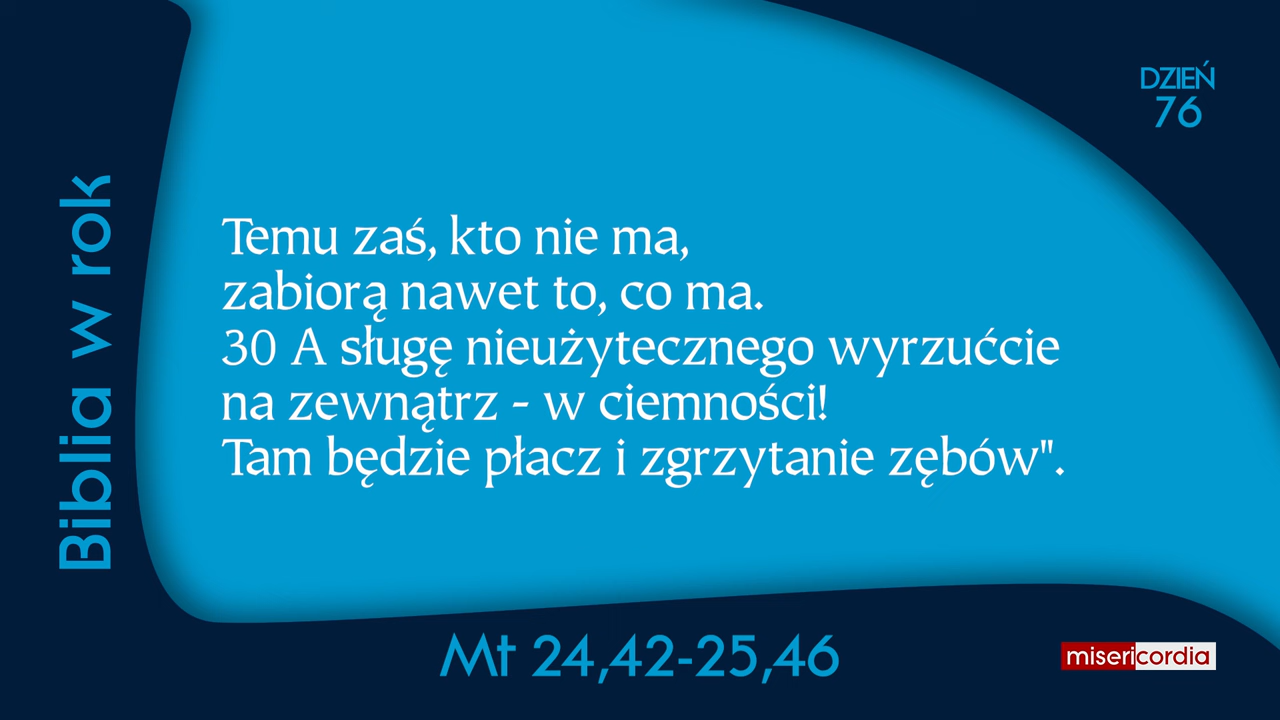 DZIEŃ
76
Biblia w rok
Temu zaś, kto nie ma,
zabiorą nawet to, co ma.
30 A sługę nieużytecznego wyrzućcie
na zewnątrz - w ciemności!
Tam będzie płacz i zgrzytanie zębów".
Mt 24,42-25,46
misericordia